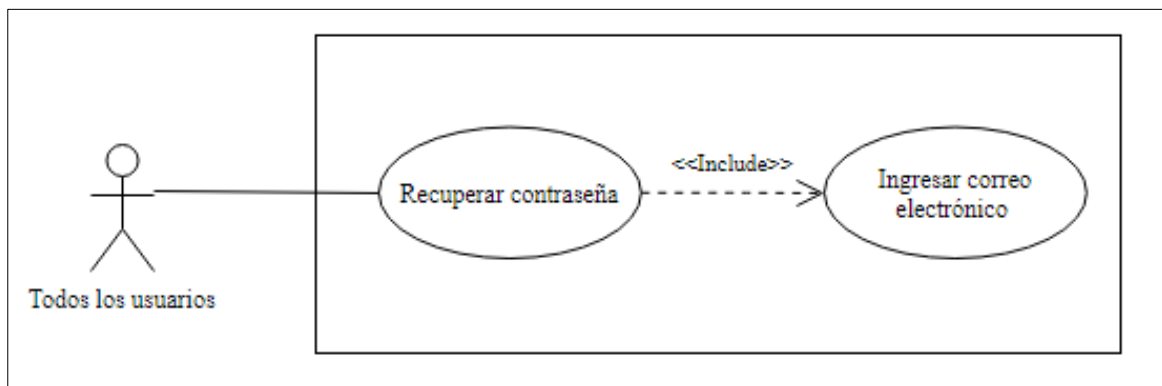 <<Include>>
Recuperar contraseña
Ingresar correo
electrónico
Todos los usuarios